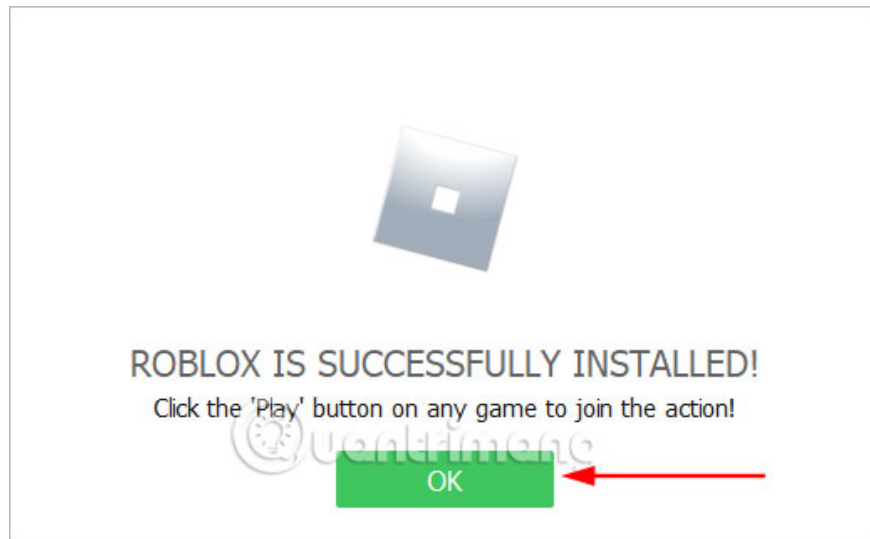 ROBLOX IS SUCCESSFULLY INSTALLED!
Click the 'Play' button on any game to join the action!
Quantrimang
OK